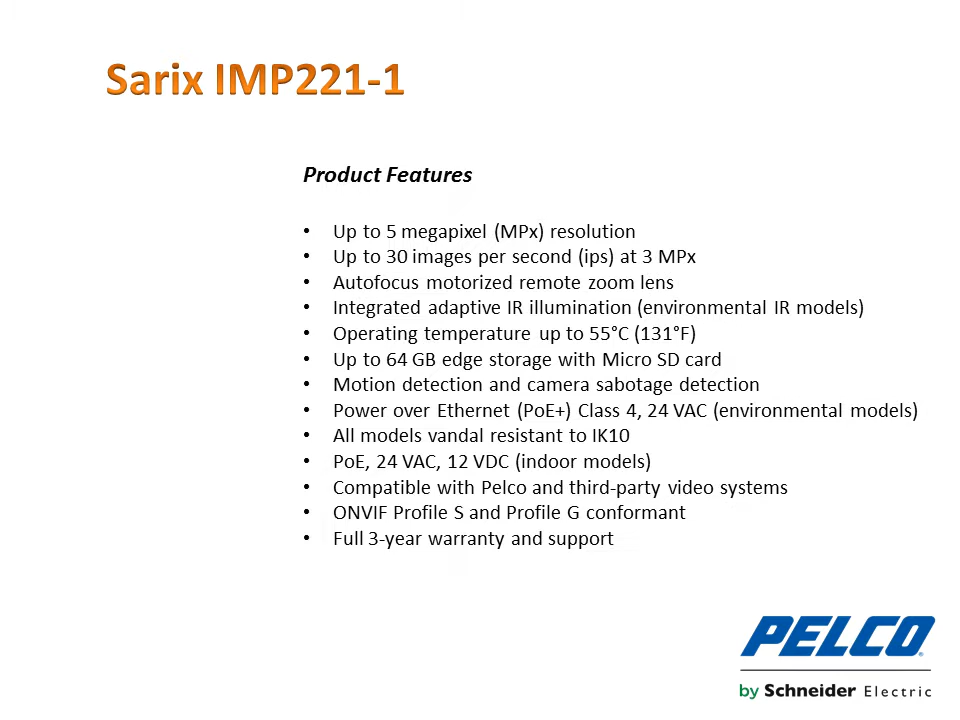 Sarix IMP221-1
Product Features
• Up to 5 megapixel (MPx) resolution
• Up to 30 images per second (ips) at 3 MPx
• Autofocus motorized remote zoom lens
• Integrated adaptive IR illumination (environmental IR models)
• Operating temperature up to 55°C (131°F)
• Up to 64 GB edge storage with Micro SD card
• Motion detection and camera sabotage detection
• Power over Ethernet (PoE+) Class 4, 24 VAC (environmental models)
• All models vandal resistant to IK10
• PoE, 24 VAC, 12 VDC (indoor models)
• Compatible with Pelco and third-party video systems
• ONVIF Profile S and Profile G conformant
• Full 3-year warranty and support
PELCO®
by Schneider Electric